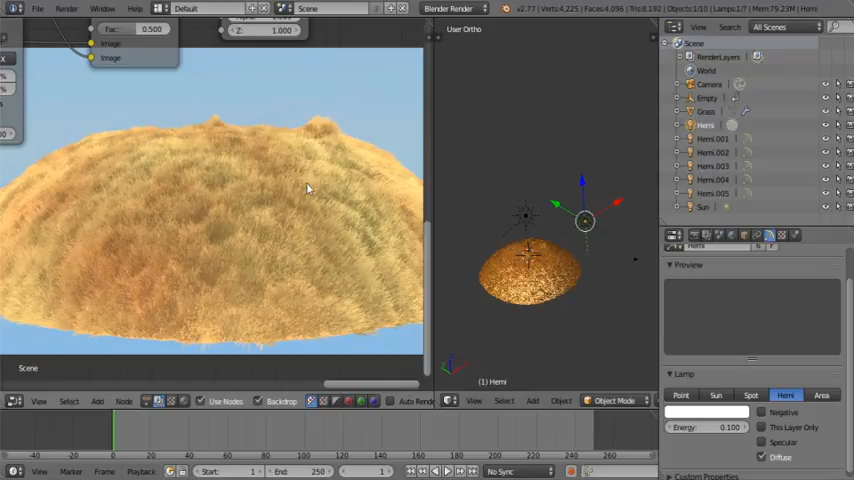 File Render Window Help Default Scene Blender Render v2.77 | Verts:4,225 | Faces:4,096 | Tris:8,192 | Objects:1/10 | Lamps:1/7 | Mem:79.23M | Hemi
Fac: 0.500
Image
Image
Z: 1.000
User Ortho
View Search All Scenes
Scene
RenderLayers
World
Camera
Empty
Grass
Hemi
Hemi.001
Hemi.002
Hemi.003
Hemi.004
Hemi.005
Sun
Hemi 6 F
Preview
Lamp
Point Sun Spot Hemi Area
Negative
Energy: 0.100
This Layer Only
Specular
Diffuse
Custom Properties
Scene
(1) Hemi
View Select Add Node Use Nodes Backdrop Auto Rende
View Select Add Object Object Mode
-40 -20 0 20 40 60 80 100 120 140 160 180 200 220 240 260
View Marker Frame Playback Start: 1 End: 250 1 No Sync